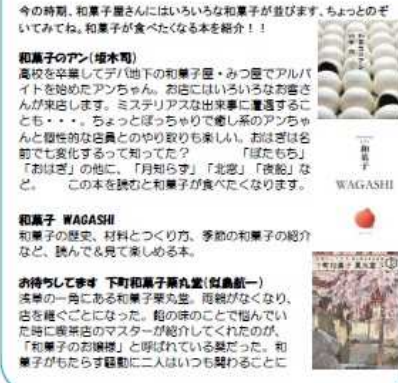 今の時期、和菓子屋さんにはいろいろな和菓子が並びます。ちょっとのぞ
いてみてね。和菓子が食べたくなる本を紹介！！
和菓子のアン（坂木司）
高校を卒業してデパ地下の和菓子屋・みつ屋でアルバ
イトを始めたアンちゃん。お店にはいろいろなお客さ
んが来店します。ミステリアスな出来事に遭遇するこ
とも・・・。ちょっとぽっちゃりで癒し系のアンちゃ
んと個性的な店員とのやり取りも楽しい。おはぎは名
前で七変化するって知ってた？ 「ぼたもち」
「おはぎ」の他に、「月知らず」「北窓」「夜船」な
ど。 この本を読むと和菓子が食べたくなります。
和菓子 WAGASHI
和菓子の歴史、材料とつくり方、季節の和菓子の紹介
など、読んで＆見て楽しめる本。
お待ちしてます 下町和菓子栗丸堂（似鳥航一）
浅草の一角にある和菓子栗丸堂。両親がなくなり、
店を継ぐことになった。餡の味のことで悩んでい
た時に喫茶店のマスターが紹介してくれたのが、
「和菓子のお嬢様」と呼ばれている葵だった。和
菓子がもたらす騒動に二人はいつも関わることに
和菓子
WAGASHI
下町和菓子 栗丸堂